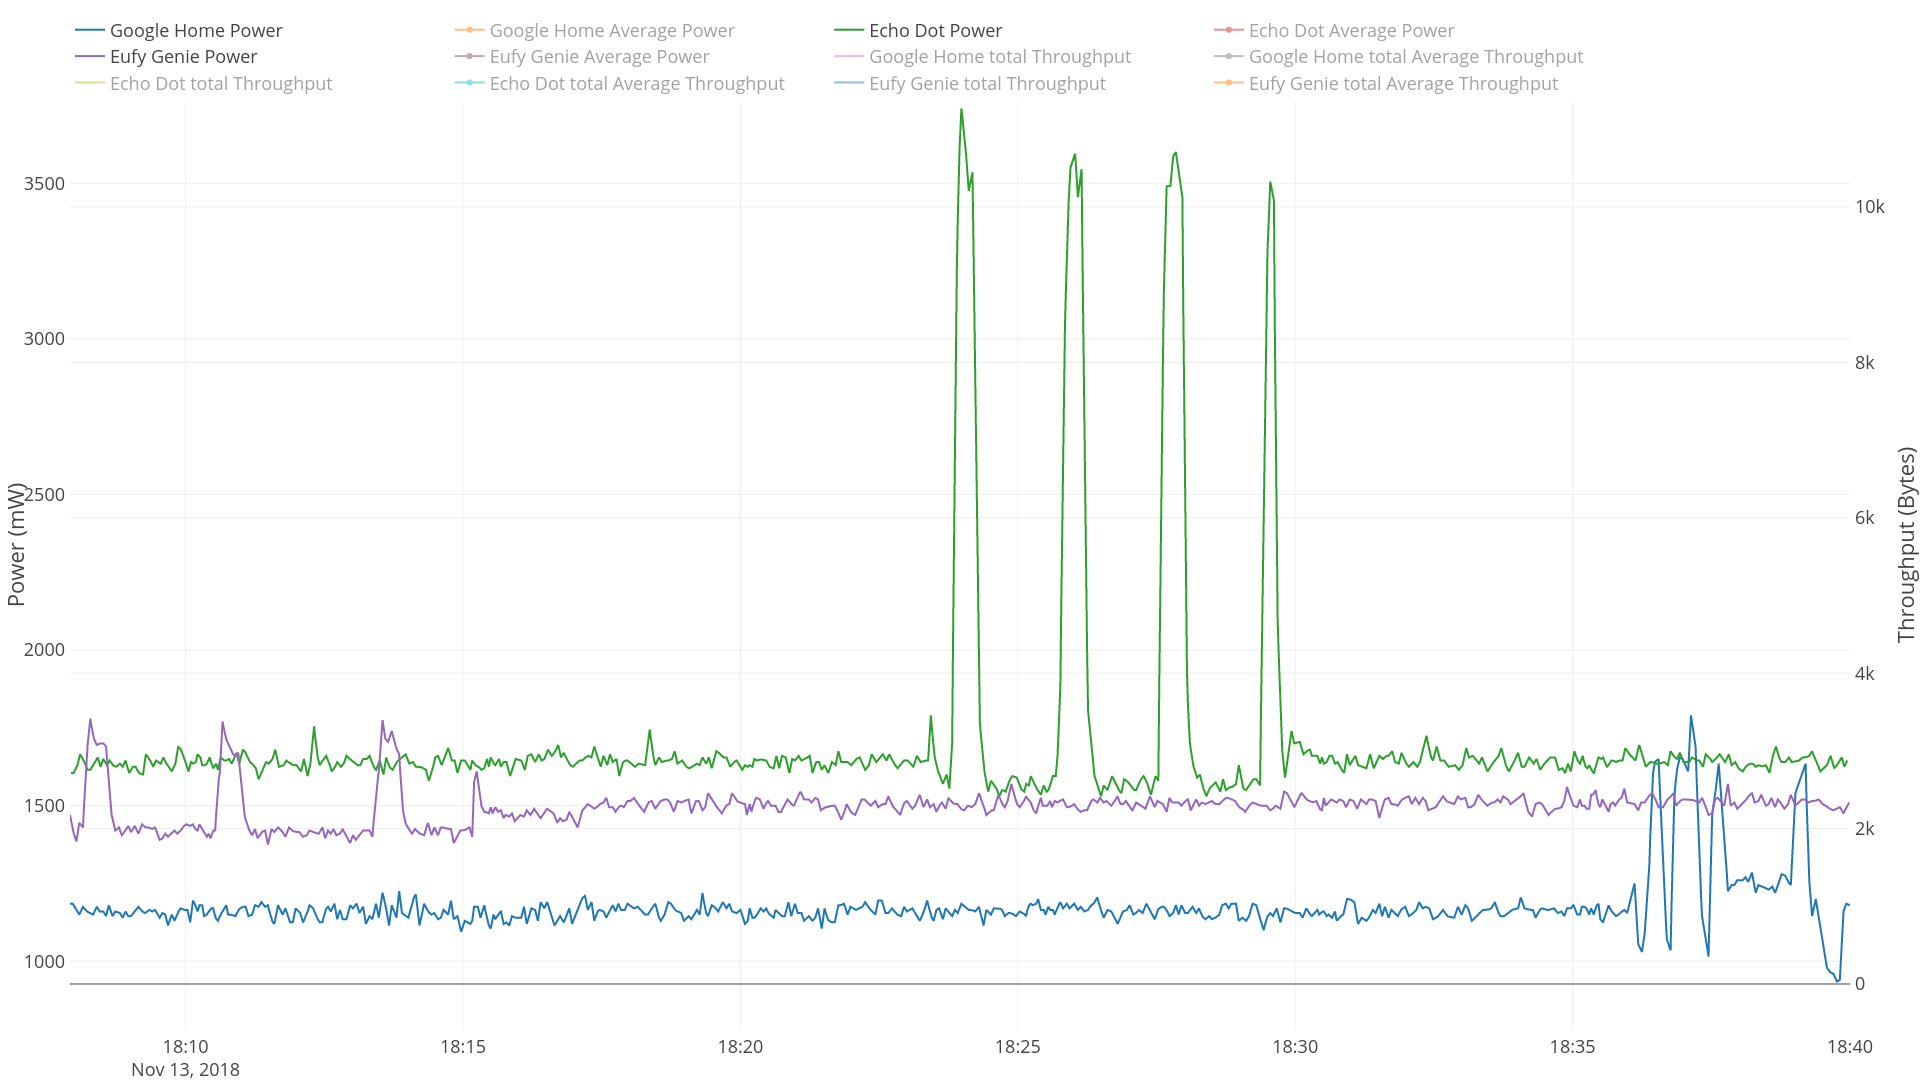 Google Home Power Google Home Average Power Echo Dot Power Echo Dot Average Power
Eufy Genie Power Eufy Genie Average Power Google Home total Throughput Google Home total Average Throughput
Echo Dot total Throughput Echo Dot total Average Throughput Eufy Genie total Throughput Eufy Genie total Average Throughput
3500
3000
2500
2000
1500
1000
Power (mW)
10k
8k
6k
4k
2k
0
Throughput (Bytes)
18:10 18:15 18:20 18:25 18:30 18:35 18:40
Nov 13, 2018